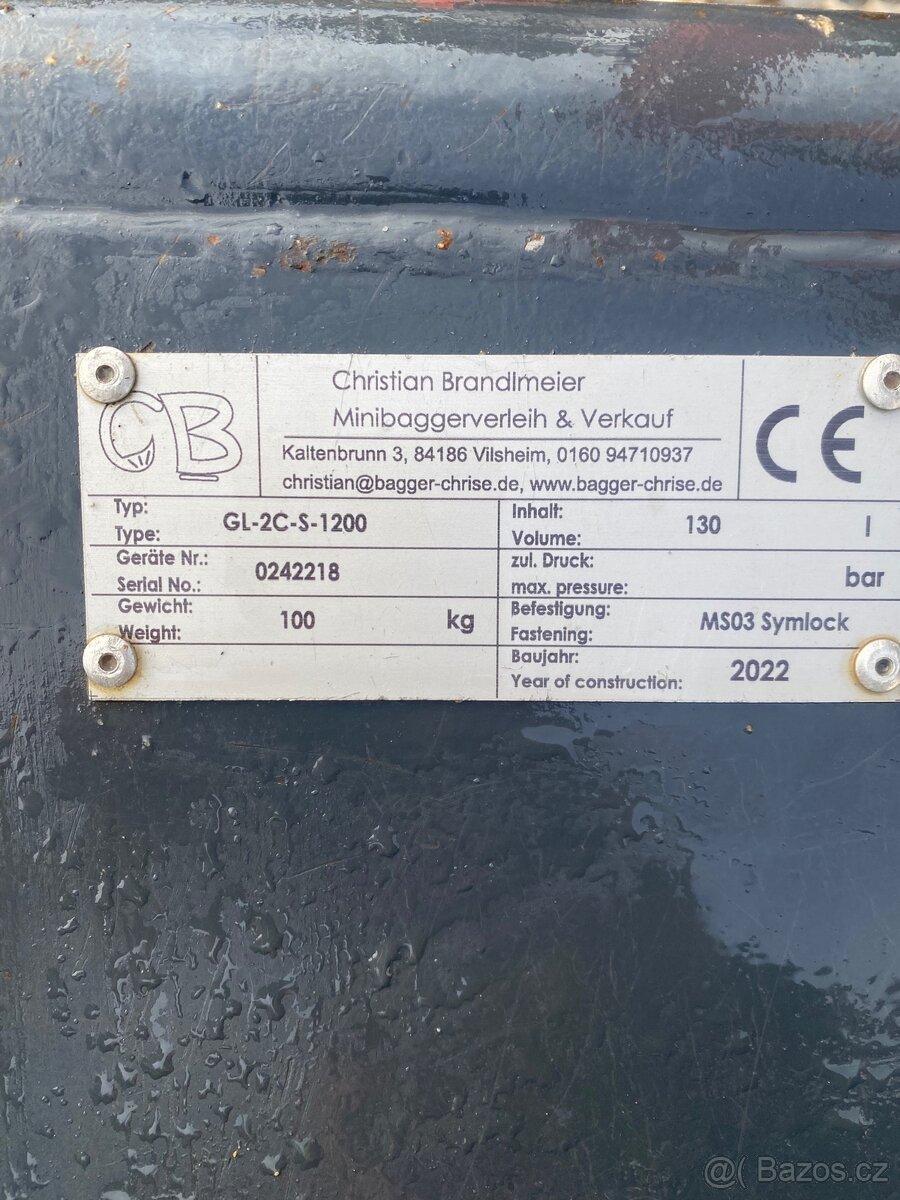 CB
Christian Brandlmeier
Minibaggerverleih & Verkauf
Kaltenbrunn 3, 84186 Vilsheim, 0160 94710937
christian@bagger-chrise.de, www.bagger-chrise.de
CE
Typ:
Type: GL-2C-S-1200
Inhalt:
Volume: 130 l
Geräte Nr.:
Serial No.: 0242218
zul. Druck:
max. pressure: bar
Gewicht:
Weight: 100 kg
Befestigung:
Fastening: MS03 Symlock
Baujahr:
Year of construction: 2022
@( Bazos.cz